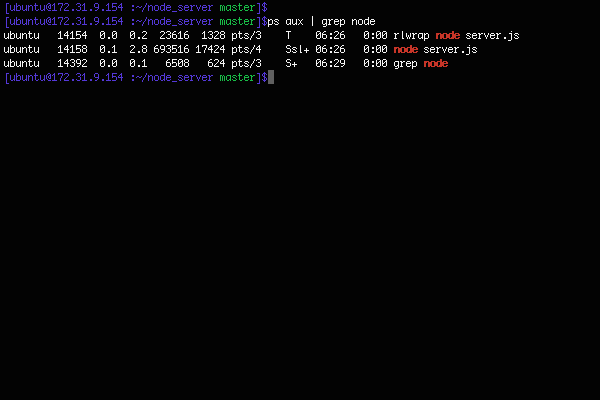 [ubuntu@172.31.9.154 :~/node_server master]$
[ubuntu@172.31.9.154 :~/node_server master]$ps aux | grep node
ubuntu   14154  0.0  0.2  23616  1328 pts/3    T    06:26   0:00 rlwrap node server.js
ubuntu   14158  0.1  2.8 693516 17424 pts/4    Ssl+ 06:26   0:00 node server.js
ubuntu   14392  0.0  0.1   6508   624 pts/3    S+   06:29   0:00 grep node
[ubuntu@172.31.9.154 :~/node_server master]$